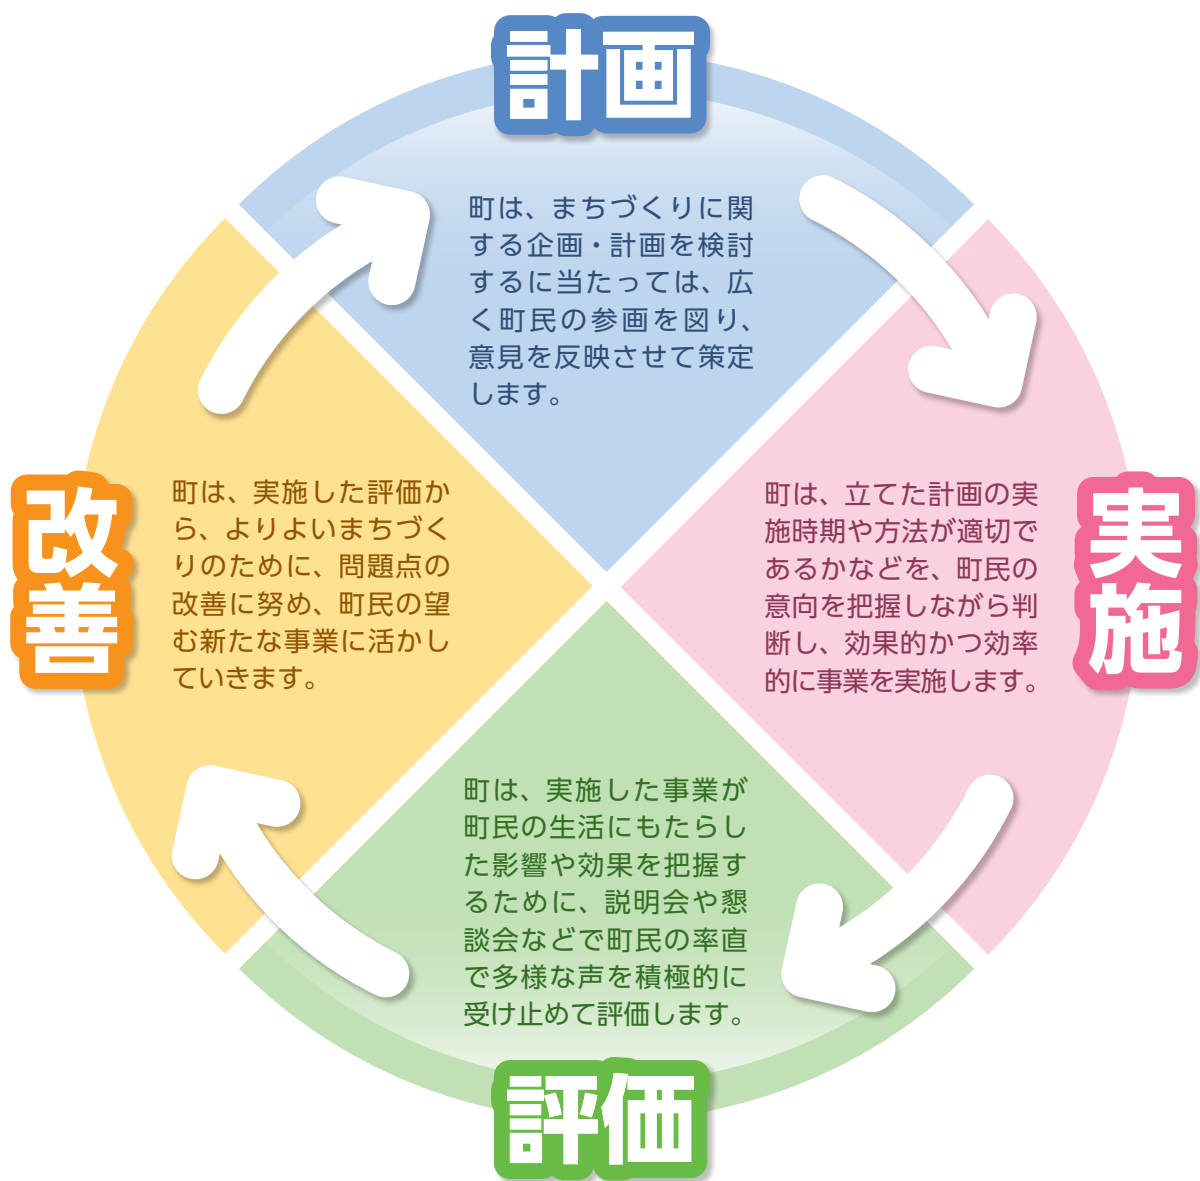 計画
町は、まちづくりに関
する企画・計画を検討
するに当たっては、広
く町民の参画を図り、
意見を反映させて策定
します。
実施
町は、立てた計画の実
施時期や方法が適切で
あるかなどを、町民の
意向を把握しながら判
断し、効果的かつ効率
的に事業を実施します。
評価
町は、実施した事業が
町民の生活にもたらし
た影響や効果を把握す
るために、説明会や懇
談会などで町民の率直
で多様な声を積極的に
受け止めて評価します。
改善
町は、実施した評価か
ら、よりよいまちづく
りのために、問題点の
改善に努め、町民の望
む新たな事業に活かし
ていきます。